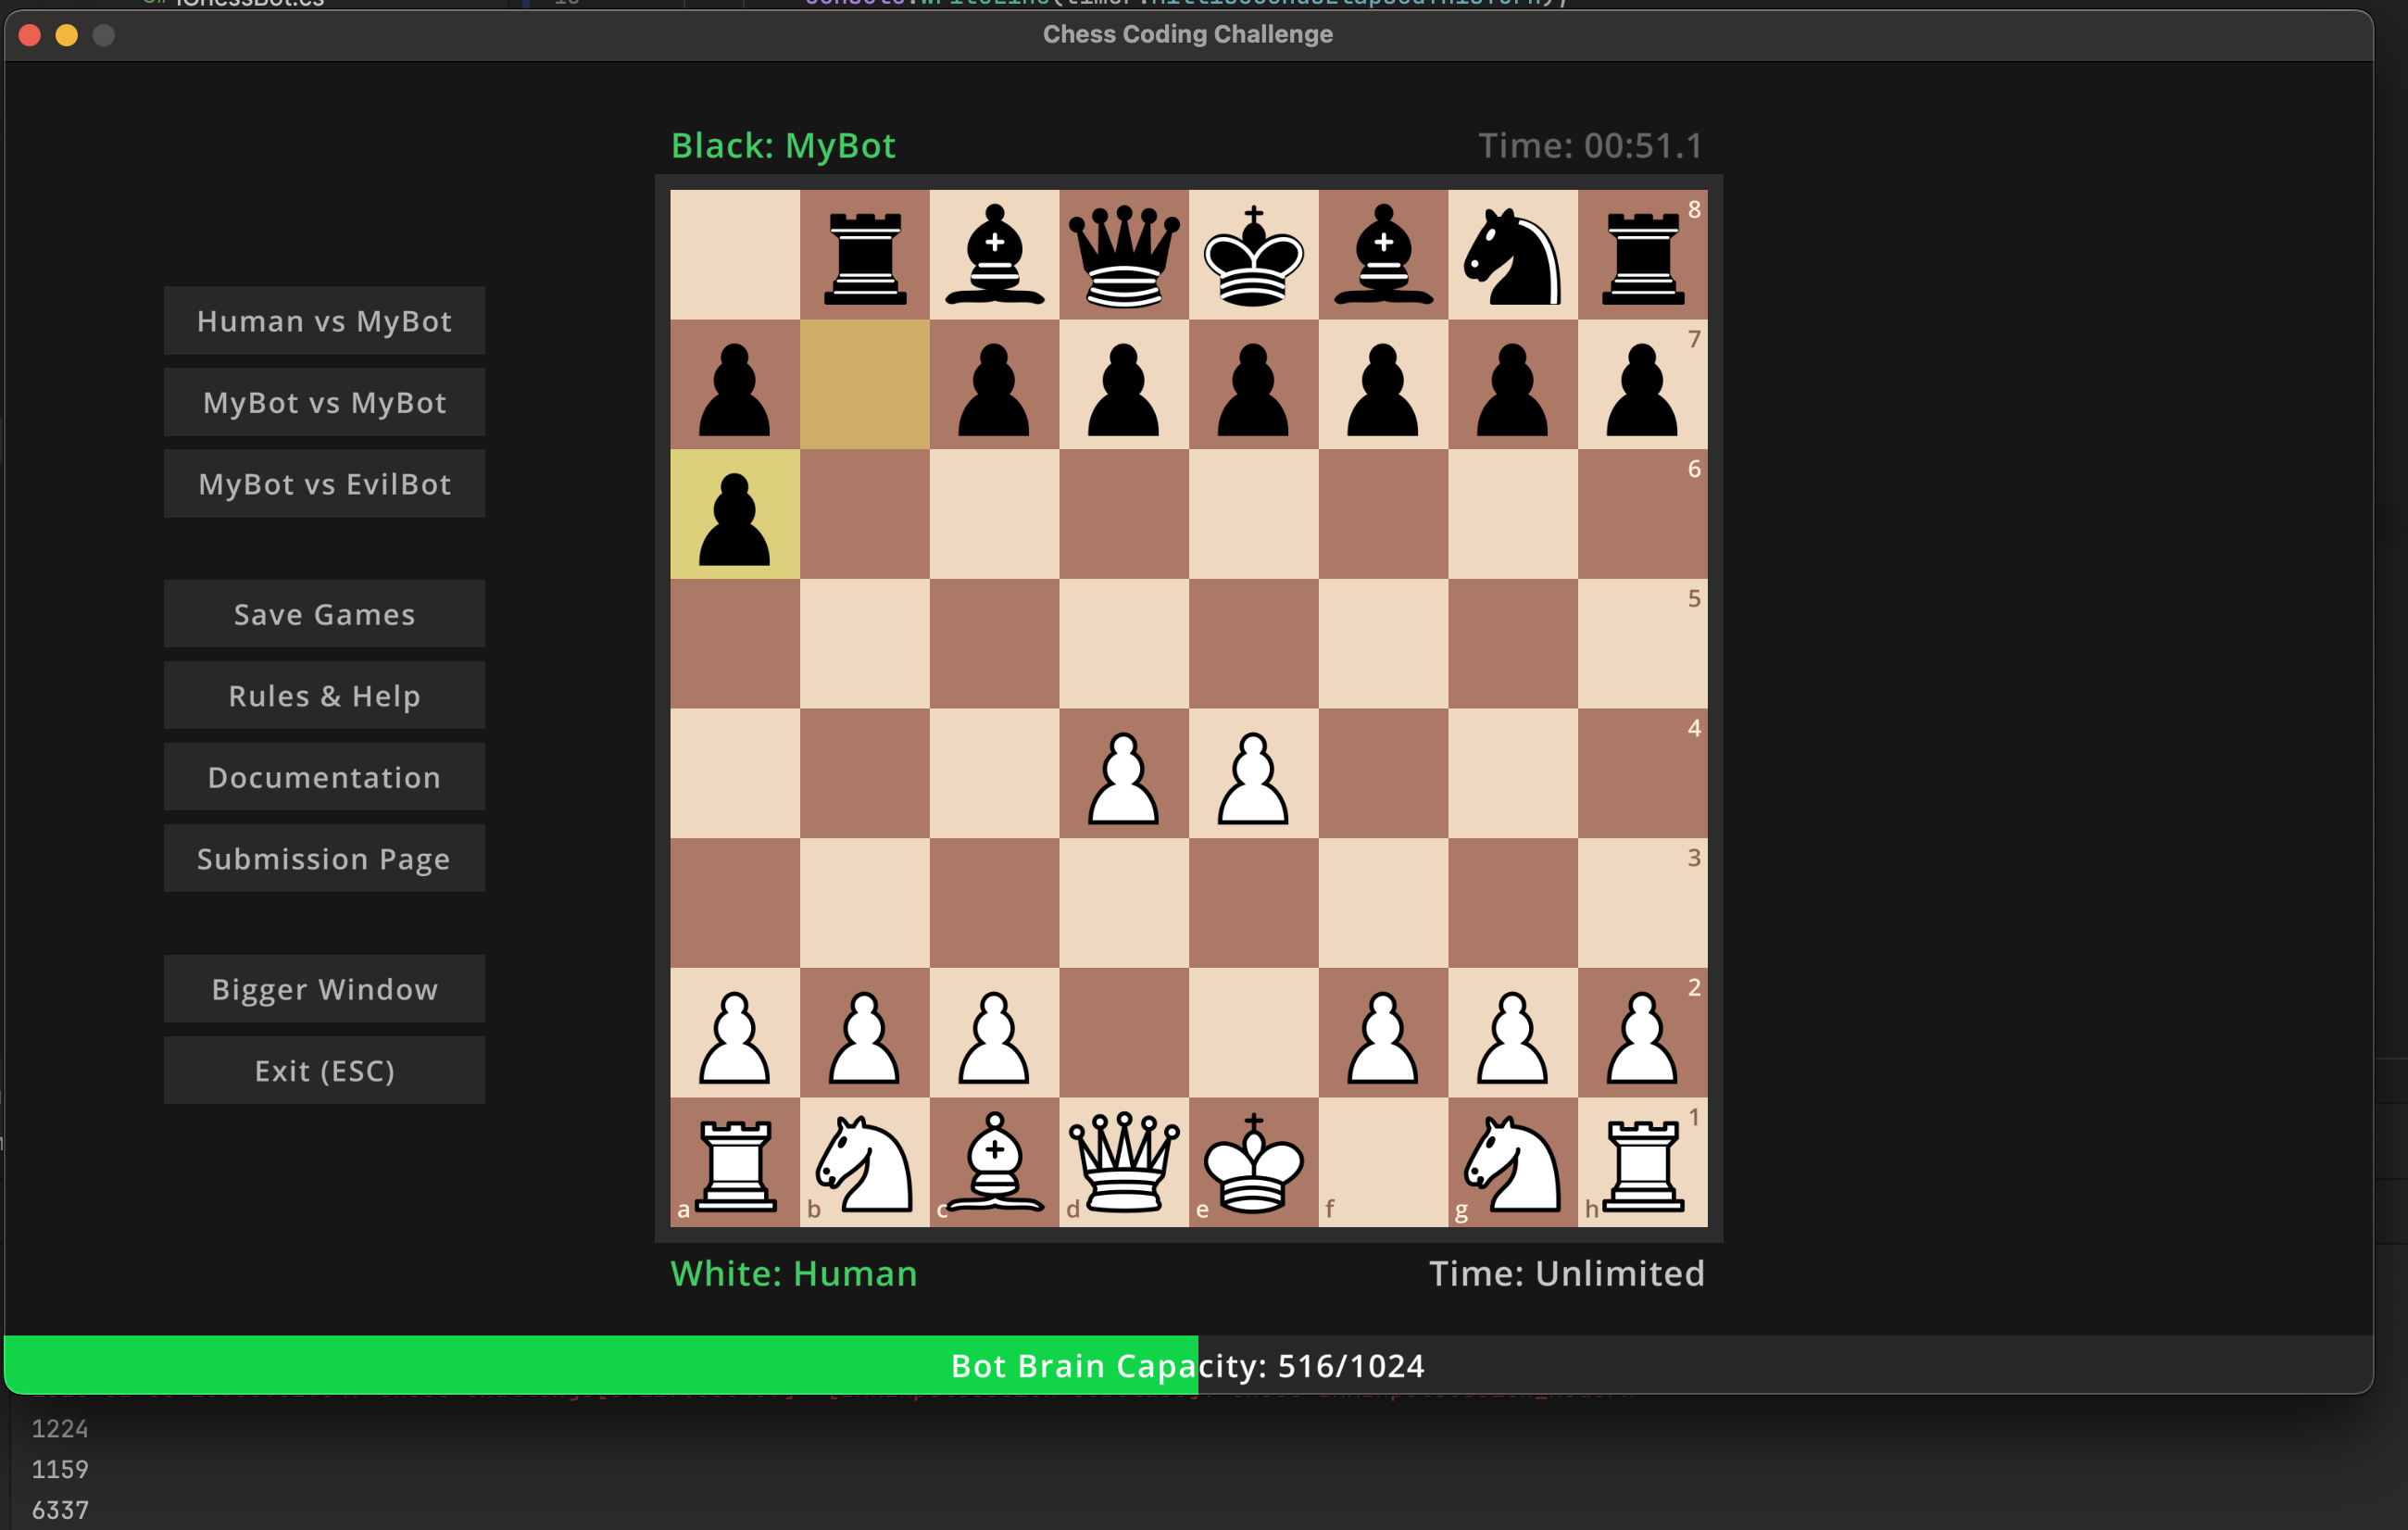 IChessBot.cs
Chess Coding Challenge
Black: MyBot
Time: 00:51.1
8
7
6
5
4
3
2
1
a
b
c
d
e
f
g
h
Human vs MyBot
MyBot vs MyBot
MyBot vs EvilBot
Save Games
Rules & Help
Documentation
Submission Page
Bigger Window
Exit (ESC)
White: Human
Time: Unlimited
Bot Brain Capacity: 516/1024
1224
1159
6337